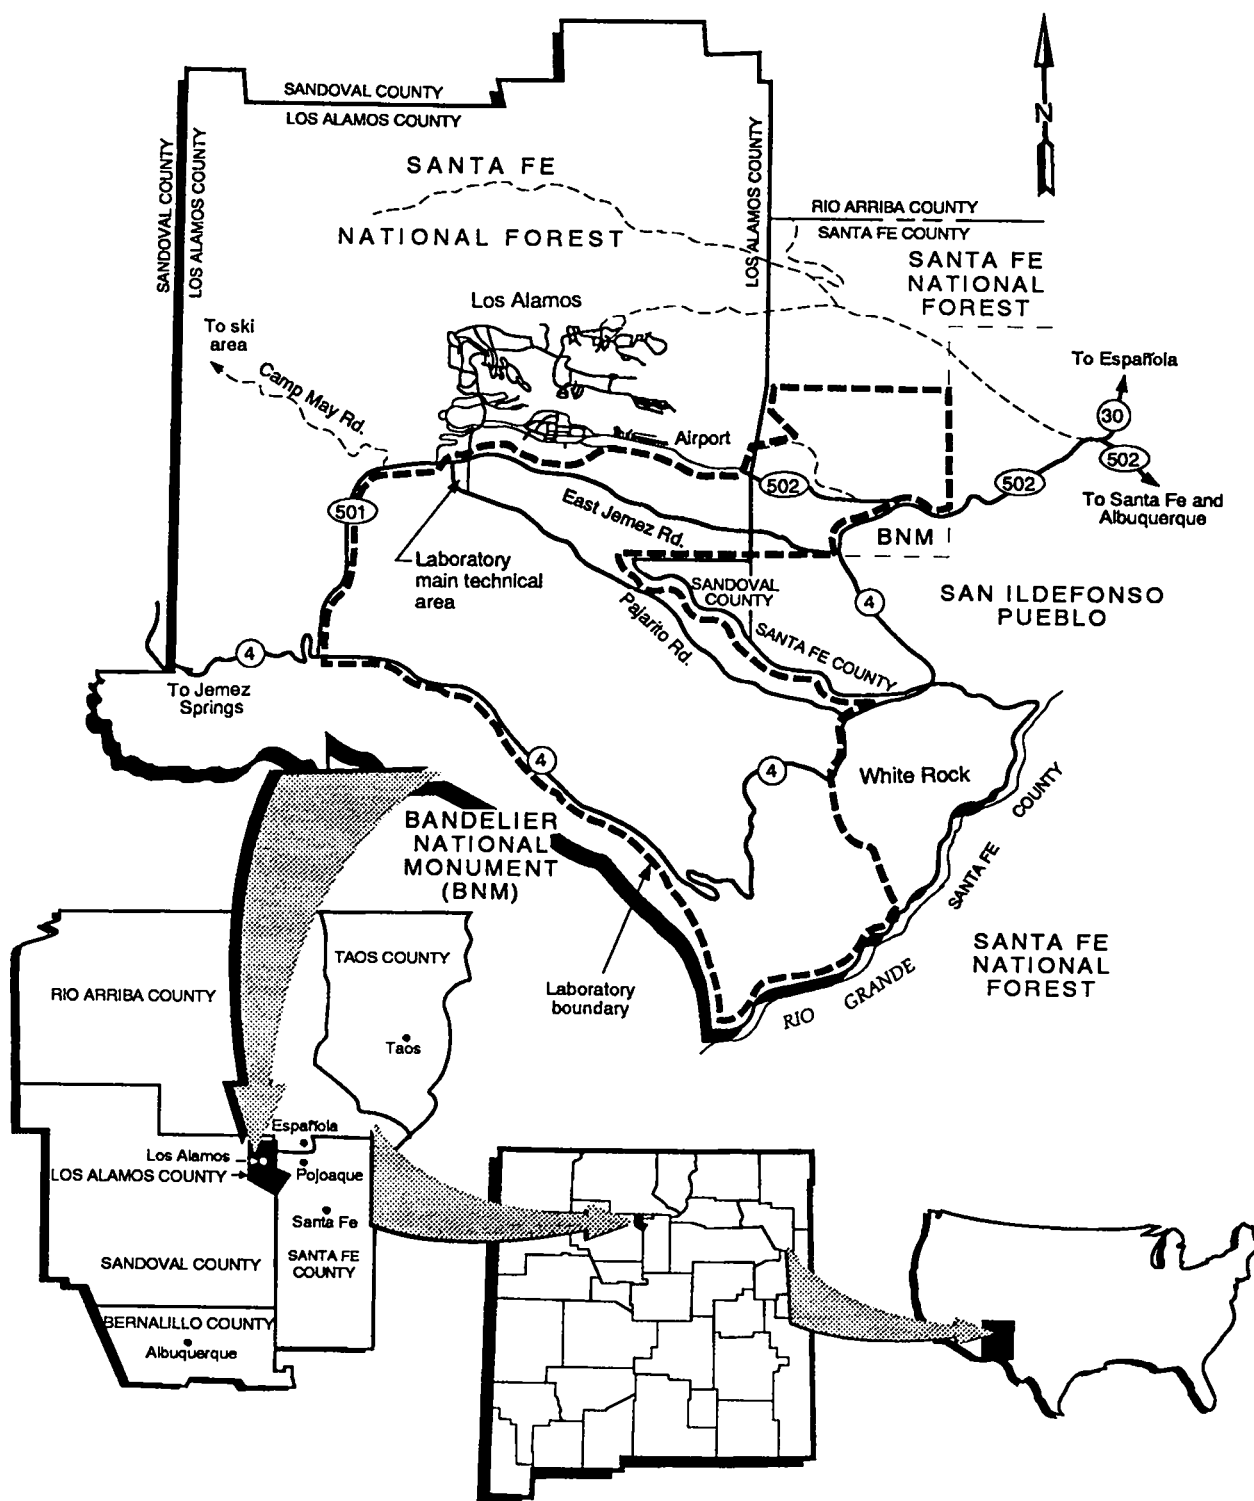 SANDOVAL COUNTY
LOS ALAMOS COUNTY
SANDOVAL COUNTY
LOS ALAMOS COUNTY
LOS ALAMOS COUNTY
N
SANTA FE
NATIONAL FOREST
RIO ARRIBA COUNTY
SANTA FE COUNTY
SANTA FE
NATIONAL
FOREST
Los Alamos
To ski
area
Camp May Rd.
To Española
30
502
To Santa Fe and
Albuquerque
Airport
502
502
501
East Jemez Rd.
BNM
Laboratory
main technical
area
SANDOVAL
COUNTY
Pajarito Rd.
SANTA FE COUNTY
4
SAN ILDEFONSO
PUEBLO
4
To Jemez
Springs
4
4
White Rock
SANTA FE COUNTY
BANDELIER
NATIONAL
MONUMENT
(BNM)
Laboratory
boundary
RIO GRANDE
SANTA FE
NATIONAL
FOREST
TAOS COUNTY
RIO ARRIBA COUNTY
Taos
Española
Los Alamos
LOS ALAMOS COUNTY
Pojoaque
Santa Fe
SANTA FE
COUNTY
SANDOVAL COUNTY
BERNALILLO COUNTY
Albuquerque